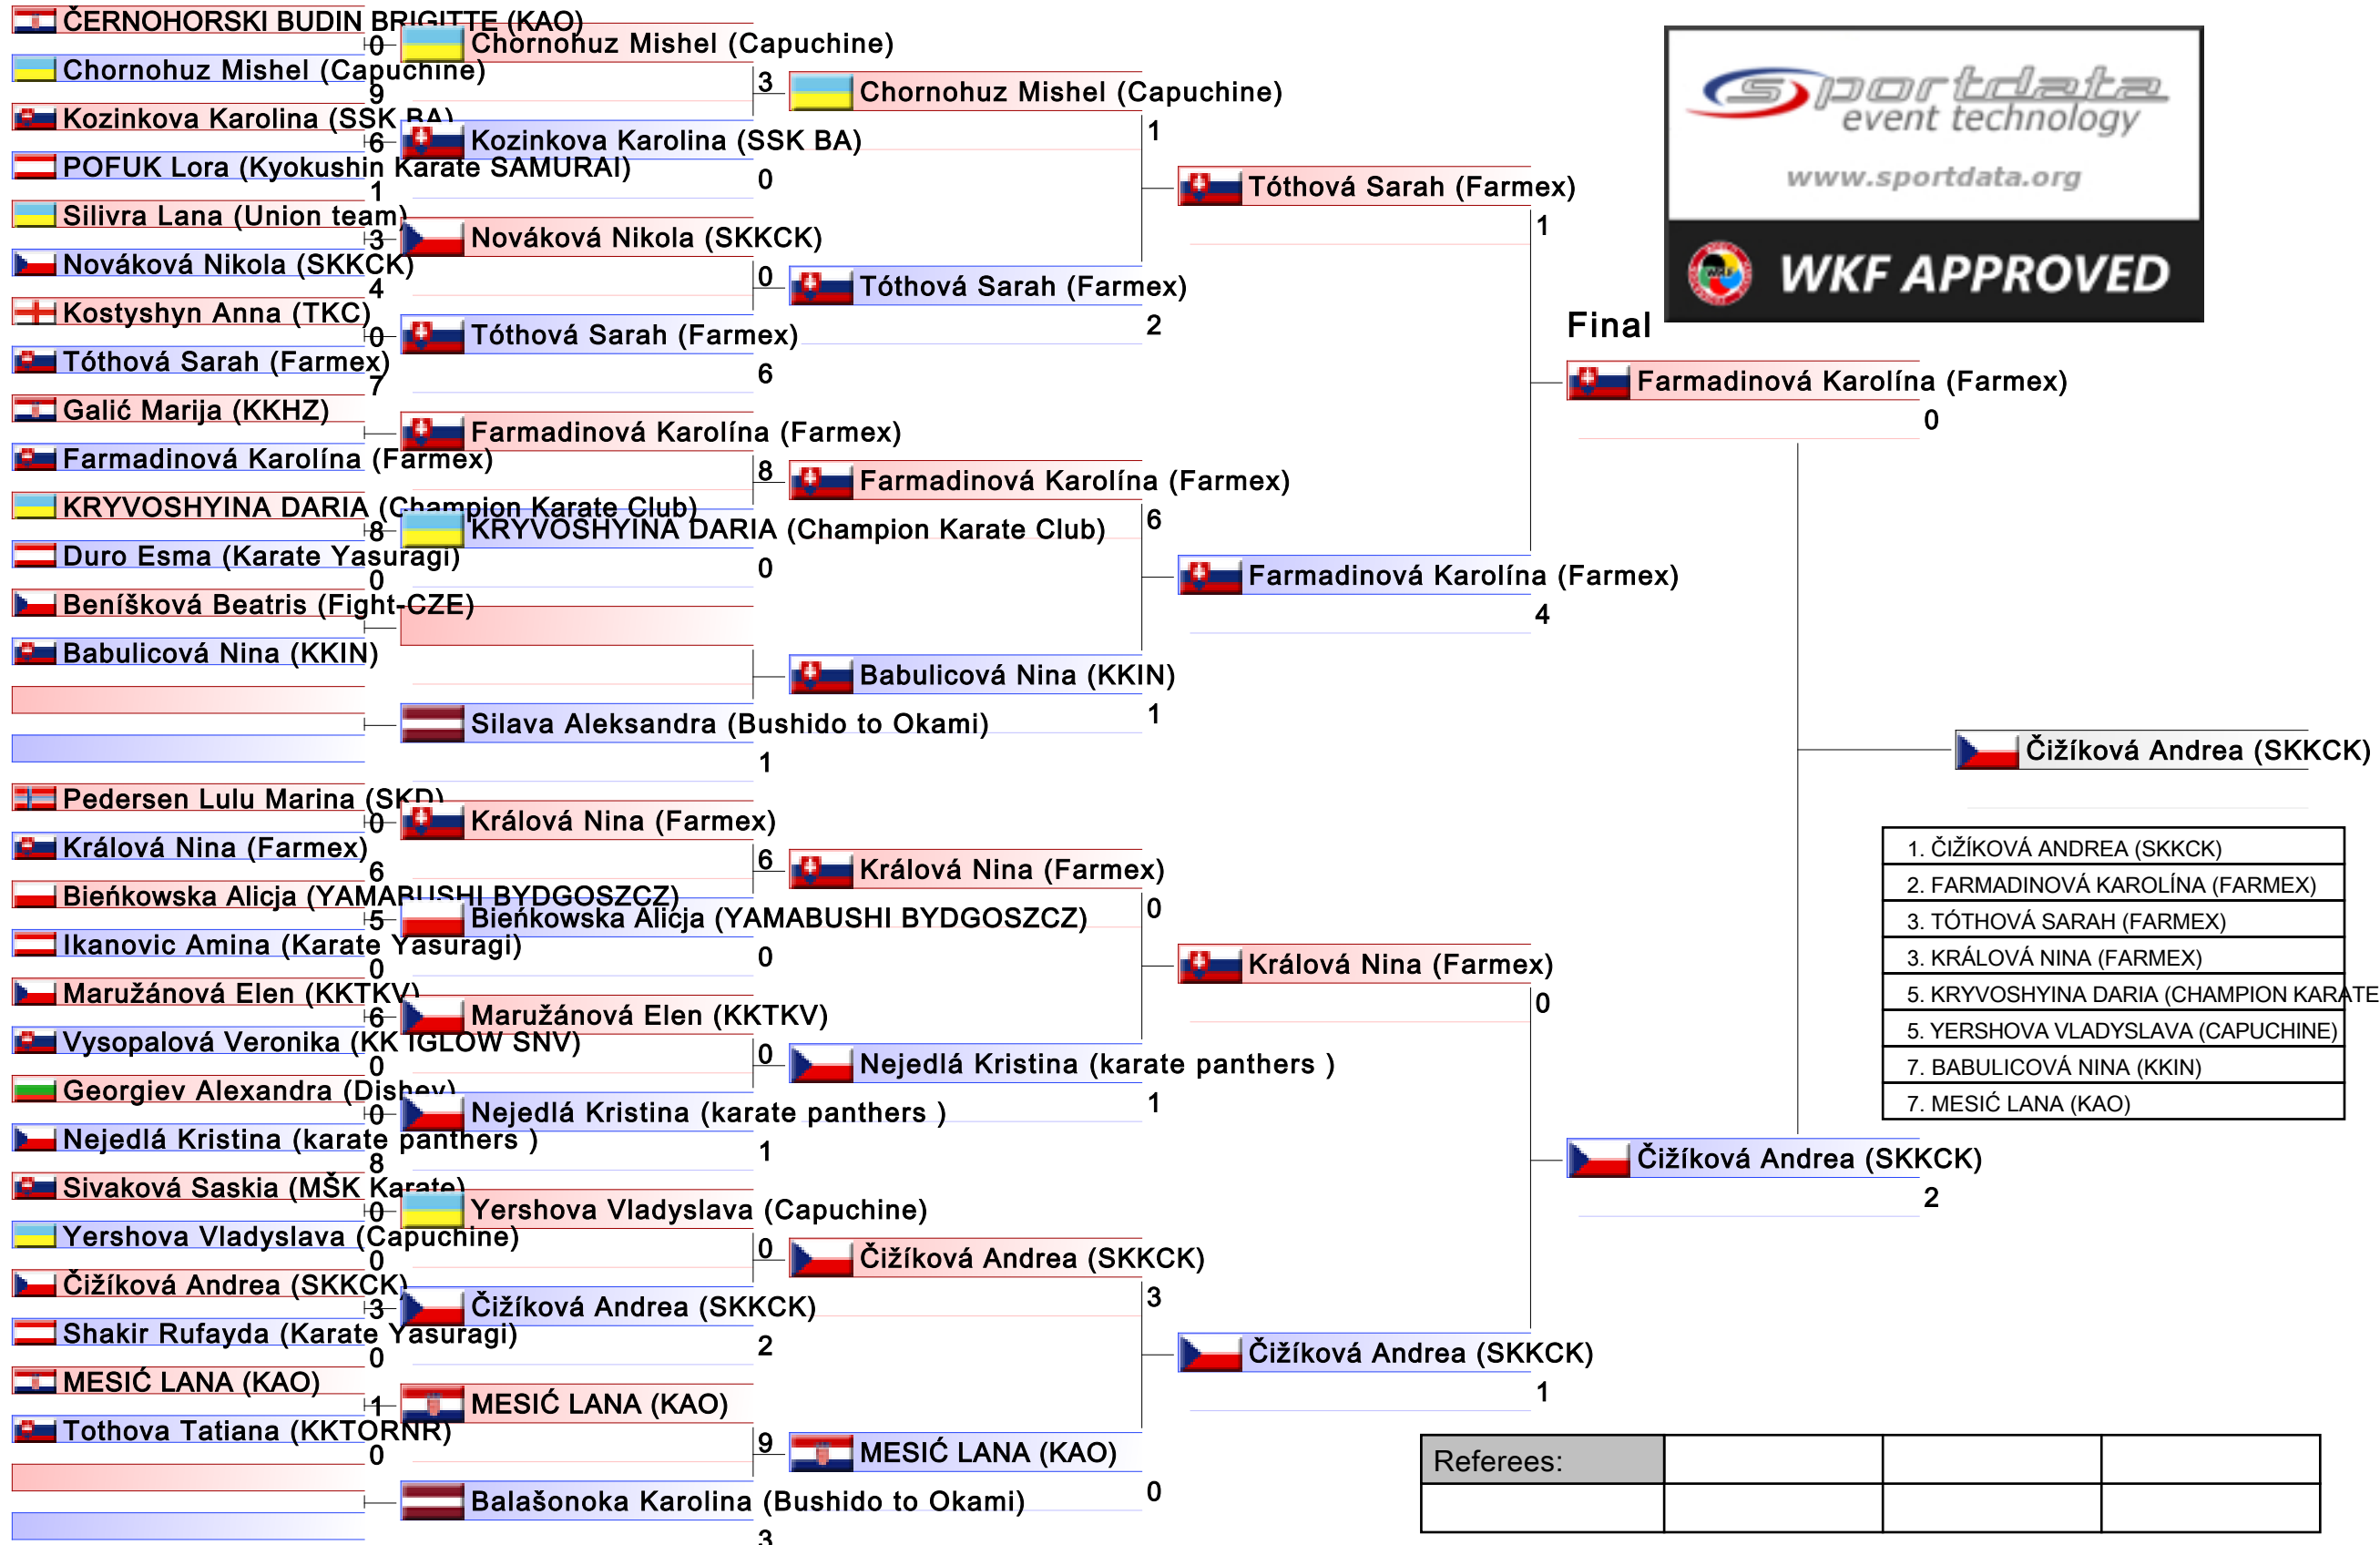 ČERNOHORSKI BUDIN BRIGITTE (KAO)
0
Chornohuz Mishel (Capuchine)
9
Kozinkova Karolina (SSK BA)
6
POFUK Lora (Kyokushin Karate SAMURAI)
1
Silivra Lana (Union team)
3
Nováková Nikola (SKKCK)
4
Kostyshyn Anna (TKC)
0
Tóthová Sarah (Farmex)
7
Galić Marija (KKHZ)
Farmadinová Karolína (Farmex)
KRYVOSHYINA DARIA (Champion Karate Club)
8
Duro Esma (Karate Yasuragi)
0
Beníšková Beatris (Fight-CZE)
Babulicová Nina (KKIN)
Pedersen Lulu Marina (SKD)
0
Králová Nina (Farmex)
6
Bieńkowska Alicja (YAMABUSHI BYDGOSZCZ)
5
Ikanovic Amina (Karate Yasuragi)
0
Maružánová Elen (KKTKV)
6
Vysopalová Veronika (KK IGLOW SNV)
0
Georgiev Alexandra (Dishev)
0
Nejedlá Kristina (karate panthers )
8
Sivaková Saskia (MŠK Karate)
0
Yershova Vladyslava (Capuchine)
0
Čižíková Andrea (SKKCK)
3
Shakir Rufayda (Karate Yasuragi)
0
MESIĆ LANA (KAO)
1
Tothova Tatiana (KKTORNR)
0
Chornohuz Mishel (Capuchine)
3
Kozinkova Karolina (SSK BA)
0
Nováková Nikola (SKKCK)
0
Tóthová Sarah (Farmex)
6
Farmadinová Karolína (Farmex)
8
KRYVOSHYINA DARIA (Champion Karate Club)
0
Silava Aleksandra (Bushido to Okami)
1
Králová Nina (Farmex)
6
Bieńkowska Alicja (YAMABUSHI BYDGOSZCZ)
0
Maružánová Elen (KKTKV)
0
Nejedlá Kristina (karate panthers )
1
Yershova Vladyslava (Capuchine)
0
Čižíková Andrea (SKKCK)
2
MESIĆ LANA (KAO)
9
Balašonoka Karolina (Bushido to Okami)
3
Chornohuz Mishel (Capuchine)
1
Tóthová Sarah (Farmex)
2
Farmadinová Karolína (Farmex)
6
Babulicová Nina (KKIN)
1
Králová Nina (Farmex)
0
Nejedlá Kristina (karate panthers )
1
Čižíková Andrea (SKKCK)
3
MESIĆ LANA (KAO)
0
Tóthová Sarah (Farmex)
1
Farmadinová Karolína (Farmex)
4
Králová Nina (Farmex)
0
Čižíková Andrea (SKKCK)
1
sportdata
event technology
www.sportdata.org
WKF APPROVED
Final
Farmadinová Karolína (Farmex)
0
Čižíková Andrea (SKKCK)
2
Čižíková Andrea (SKKCK)
1. ČIŽÍKOVÁ ANDREA (SKKCK)
2. FARMADINOVÁ KAROLÍNA (FARMEX)
3. TÓTHOVÁ SARAH (FARMEX)
3. KRÁLOVÁ NINA (FARMEX)
5. KRYVOSHYINA DARIA (CHAMPION KARATE
5. YERSHOVA VLADYSLAVA (CAPUCHINE)
7. BABULICOVÁ NINA (KKIN)
7. MESIĆ LANA (KAO)
Referees: